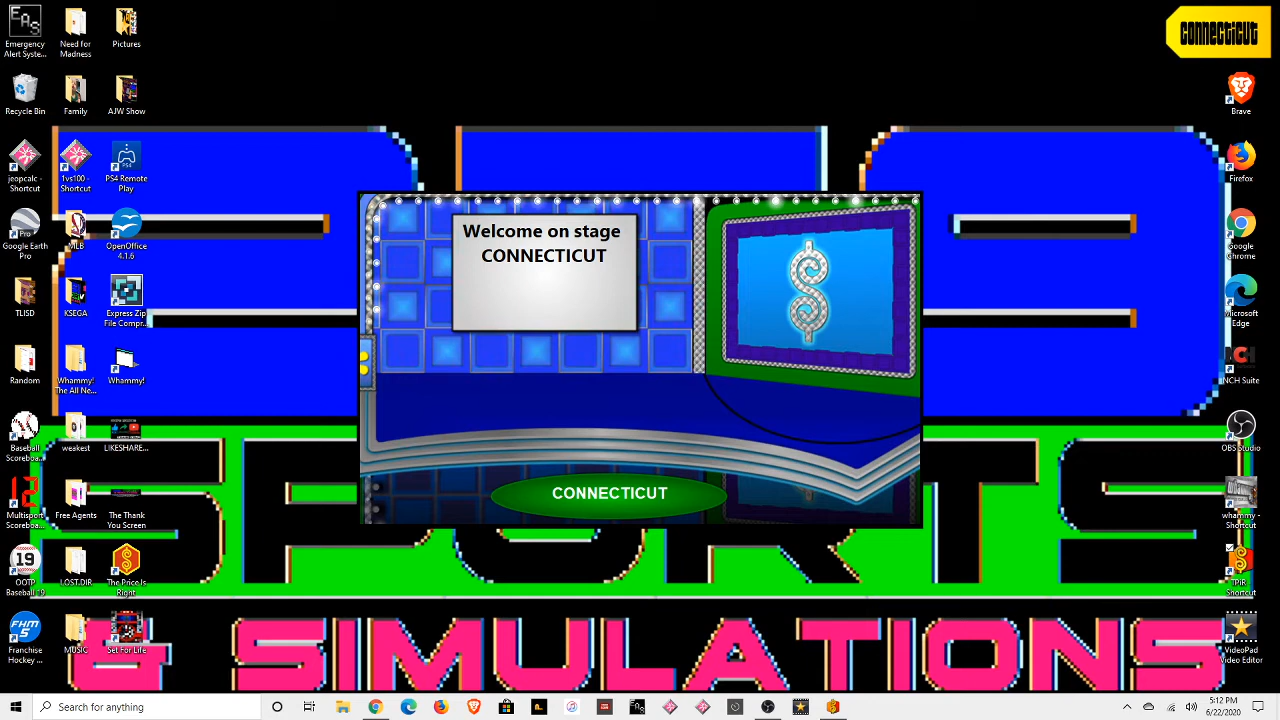 Emergency
Alert Syste...
Need for
Madness
Pictures
CONNECTICUT
Recycle Bin
Family
AJW Show
Brave
jeopcalc -
Shortcut
1vs100 -
Shortcut
PS4 Remote
Play
Firefox
Google Earth
Pro
MLB
OpenOffice
4.1.6
Google
Chrome
TLISD
KSEGA
Express Zip
File Compr...
Microsoft
Edge
Random
Whammy!
The All Ne...
Whammy!
NCH Suite
Baseball
Scoreboa...
weakest
LIKESHARE...
OBS Studio
12
Multisport
Scoreboa...
Free Agents
The Thank
You Screen
whammy -
Shortcut
19
OOTP
Baseball 19
LOST.DIR
The Price Is
Right
TPiR
Shortcut
FHM
5
Franchise
Hockey ...
MUSIC
Set For Life
VideoPad
Video Editor
Welcome on stage
CONNECTICUT
CONNECTICUT
SPORTS
& SIMULATIONS
Search for anything
5:12 PM
6/22/2020